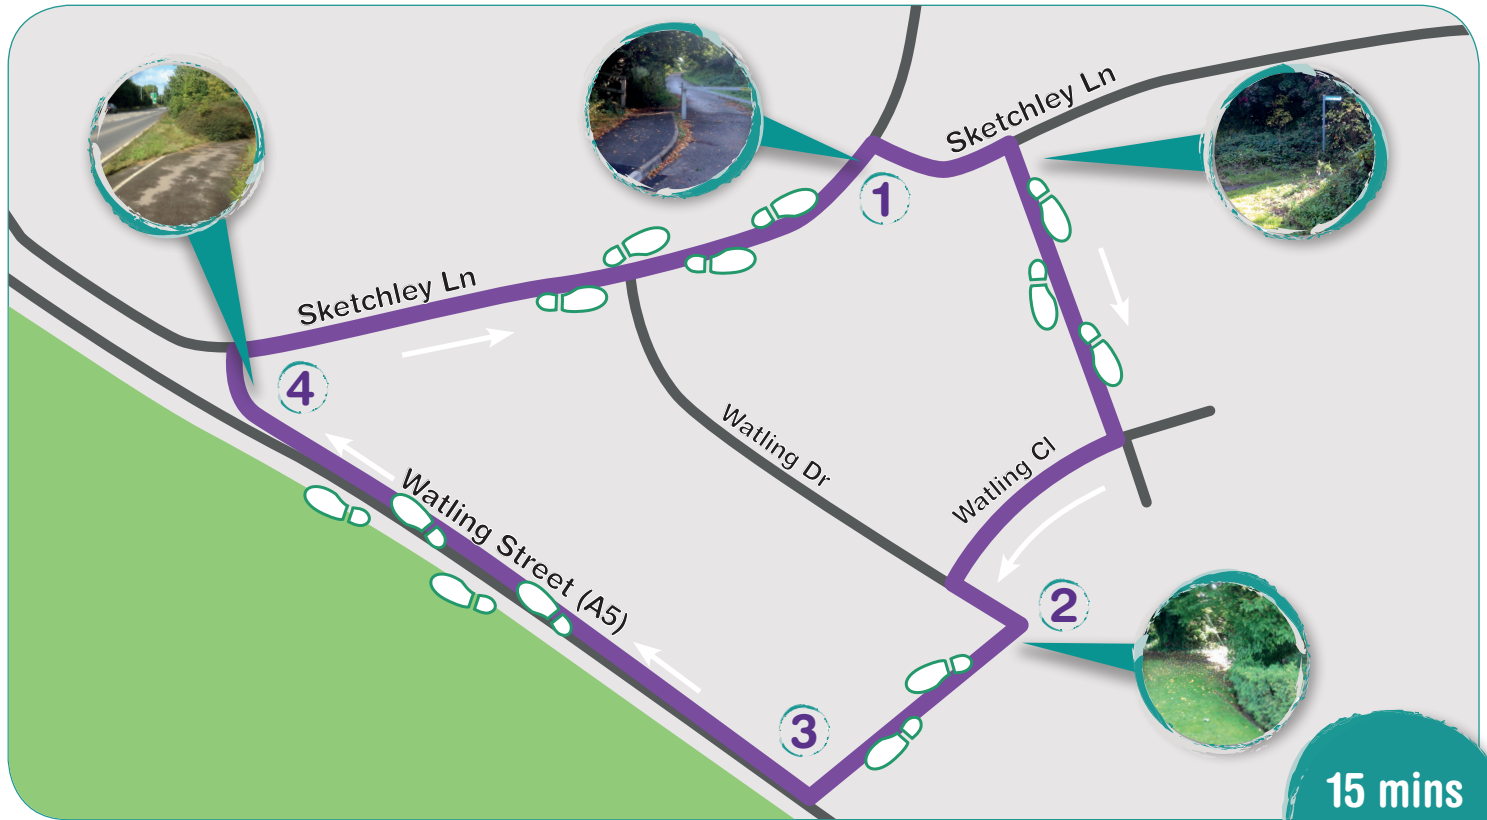 Sketchley Ln
1
Sketchley Ln
4
Watling Dr
Watling Cl
Watling Street (A5)
2
3
15 mins